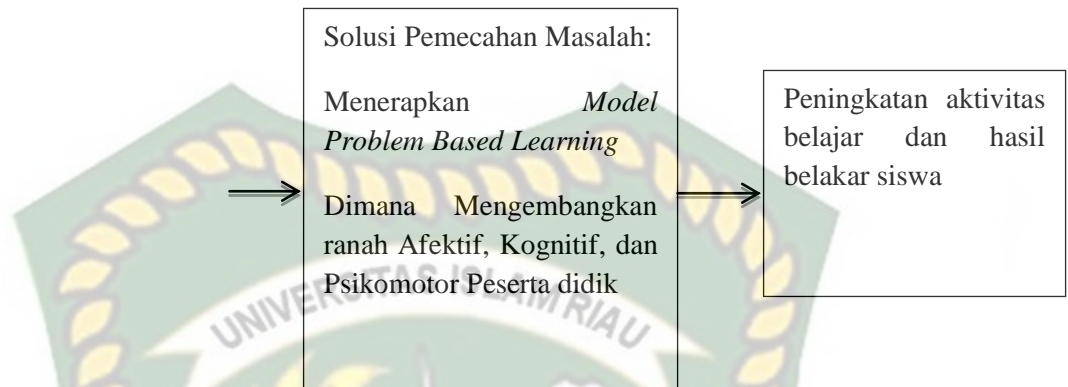 Solusi Pemecahan Masalah:
Menerapkan Model
Problem Based Learning
Dimana Mengembangkan
ranah Afektif, Kognitif, dan
Psikomotor Peserta didik
Peningkatan aktivitas
belajar dan hasil
belakar siswa
UNIVERSITAS ISLAM RIAU